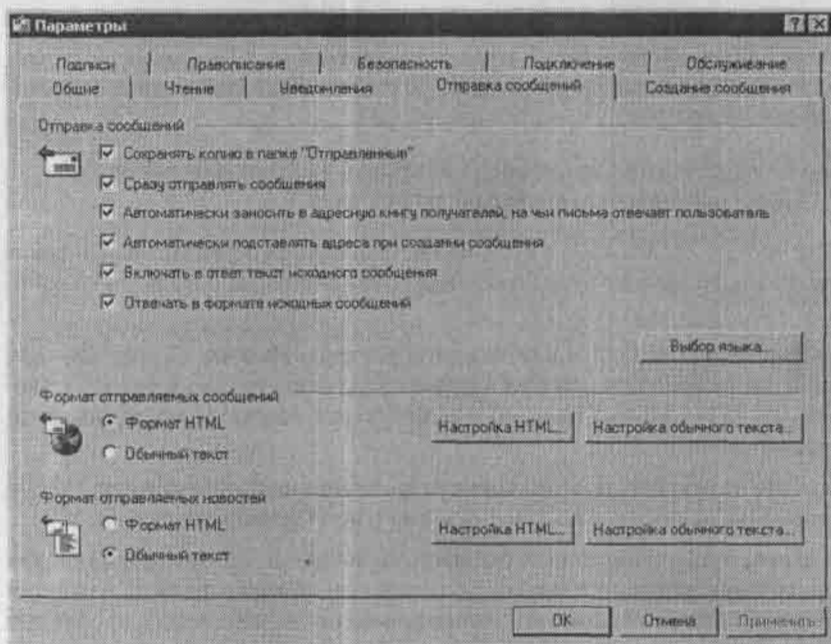 Параметры
Подписи Правописание Безопасность Подключение Обслуживание
Общие Чтение Уведомления Отправка сообщений Создание сообщения
Отправка сообщений
Сохранять копию в папке "Отправленные"
Сразу отправлять сообщения
Автоматически заносить в адресную книгу получателей, на чьи письма отвечает пользователь
Автоматически подставлять адреса при создании сообщения
Включать в ответ текст исходного сообщения
Отвечать в формате исходных сообщений
Выбор языка...
Формат отправляемых сообщений
Формат HTML Настройка HTML... Настройка обычного текста...
Обычный текст
Формат отправляемых новостей
Формат HTML Настройка HTML... Настройка обычного текста...
Обычный текст
OK Отмена Применить